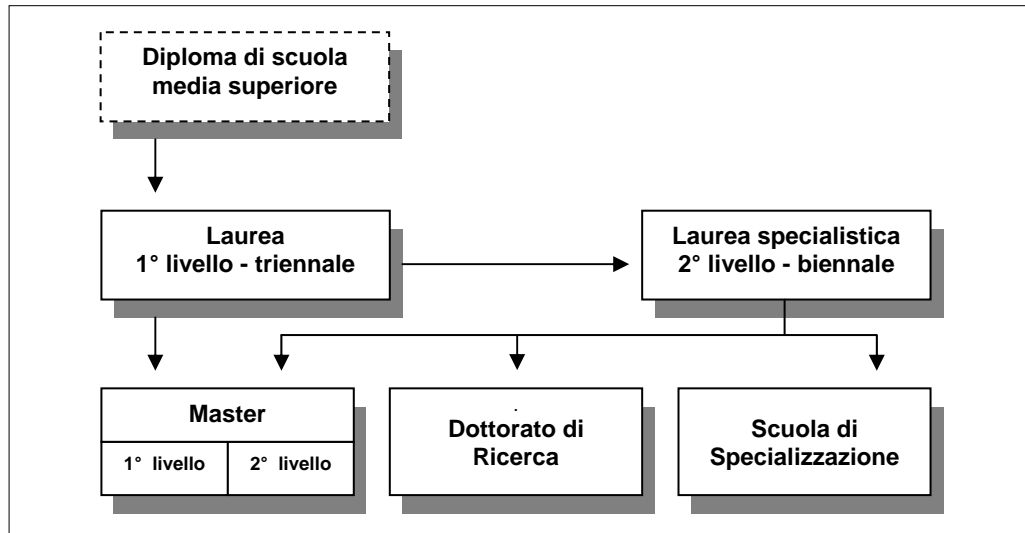 Diploma di scuola
media superiore
Laurea
1° livello - triennale
Laurea specialistica
2° livello - biennale
Master
1° livello
2° livello
.
Dottorato di
Ricerca
Scuola di
Specializzazione